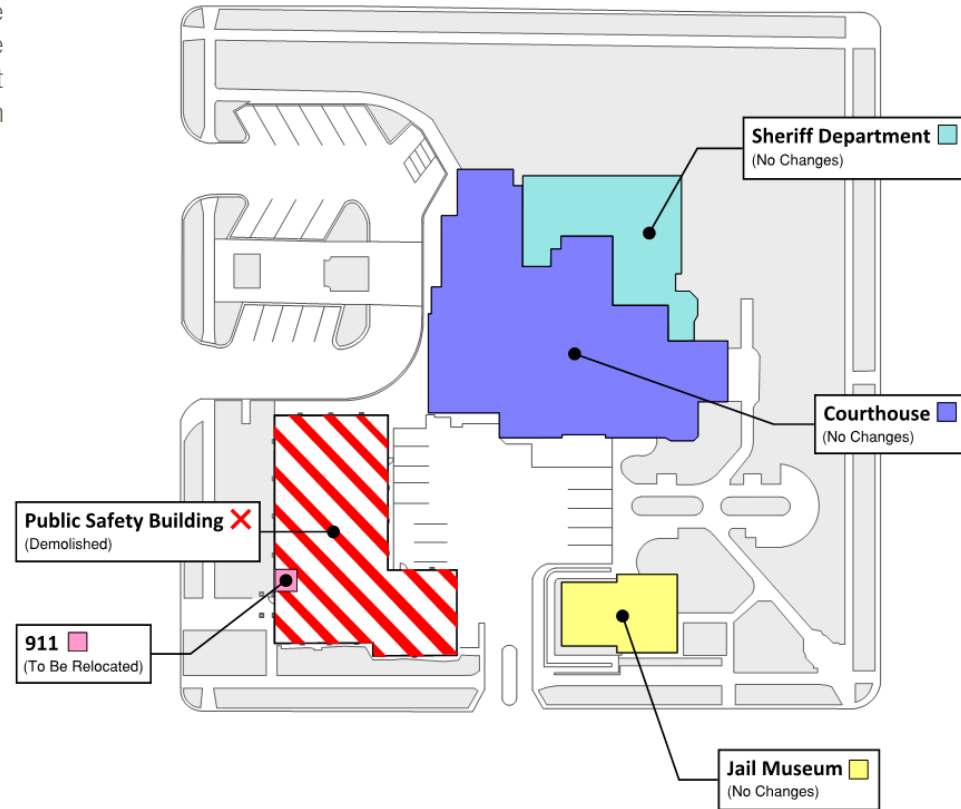 Sheriff Department
(No Changes)
Courthouse
(No Changes)
Public Safety Building
(Demolished)
911
(To Be Relocated)
Jail Museum
(No Changes)